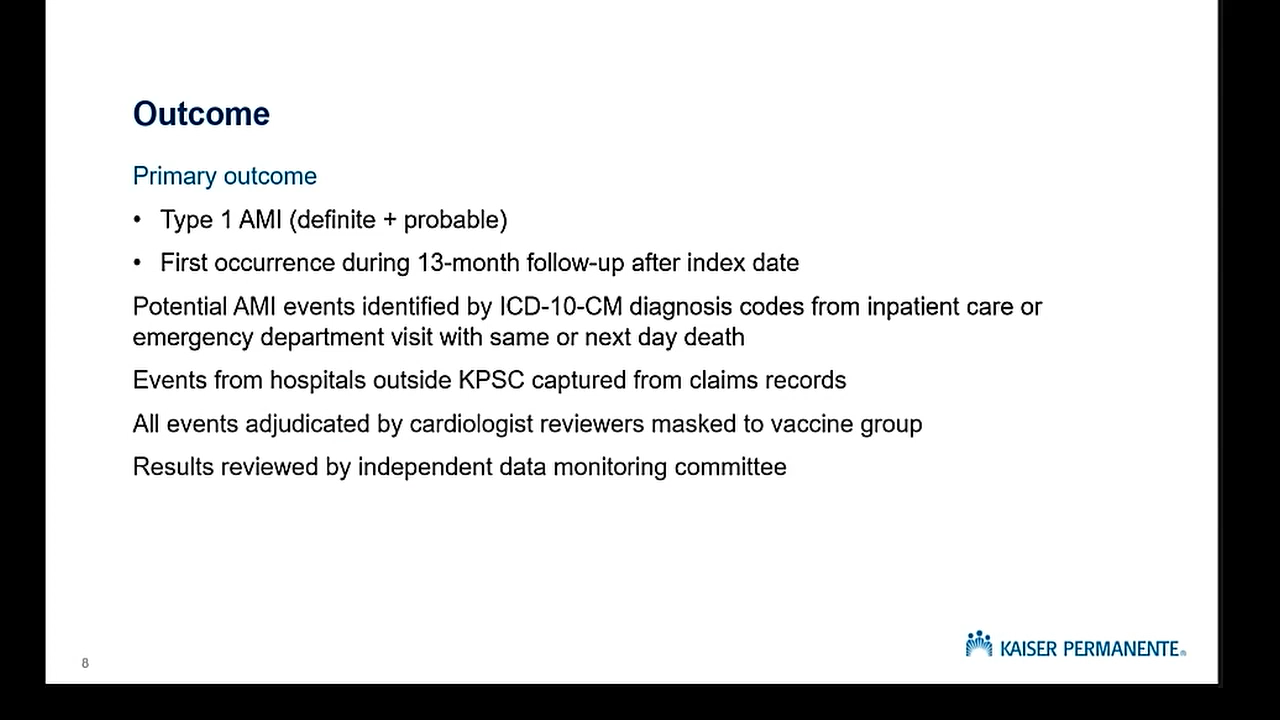 Outcome
Primary outcome
• Type 1 AMI (definite + probable)
• First occurrence during 13-month follow-up after index date
Potential AMI events identified by ICD-10-CM diagnosis codes from inpatient care or
emergency department visit with same or next day death
Events from hospitals outside KPSC captured from claims records
All events adjudicated by cardiologist reviewers masked to vaccine group
Results reviewed by independent data monitoring committee
8
KAISER PERMANENTE®